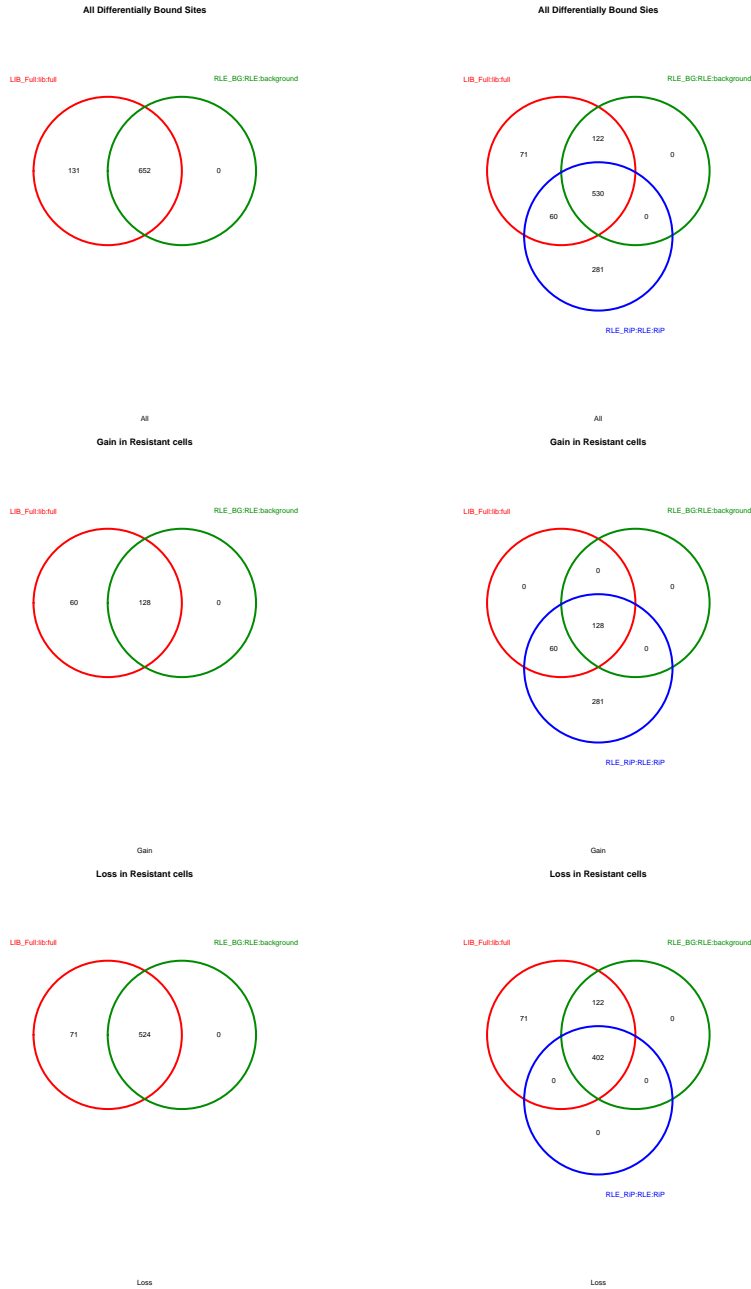 All Differentially Bound Sites
LIB_Full:lib:full
RLE_BG:RLE:background
131
652
0
All
All Differentially Bound Sies
LIB_Full:lib:full
RLE_BG:RLE:background
122
71
0
530
60
0
281
RLE_RiP:RLE:RiP
All
Gain in Resistant cells
LIB_Full:lib:full
RLE_BG:RLE:background
60
128
0
Gain
Gain in Resistant cells
LIB_Full:lib:full
RLE_BG:RLE:background
0
0
0
128
60
0
281
RLE_RiP:RLE:RiP
Gain
Loss in Resistant cells
LIB_Full:lib:full
RLE_BG:RLE:background
71
524
0
Loss
Loss in Resistant cells
LIB_Full:lib:full
RLE_BG:RLE:background
122
71
0
402
0
0
0
RLE_RiP:RLE:RiP
Loss